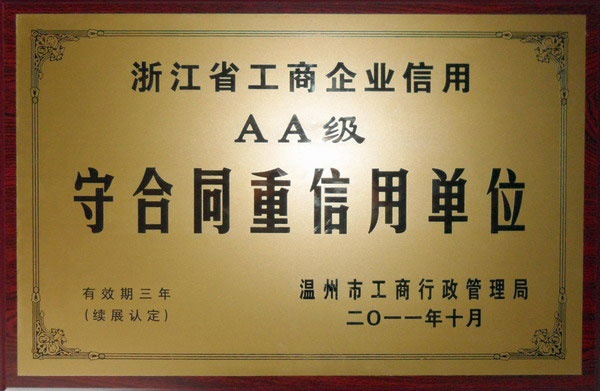 浙江省工商企业信用
AA级
守合同重信用单位
有效期三年
(续展认定)
温州市工商行政管理局
二〇一一年十月